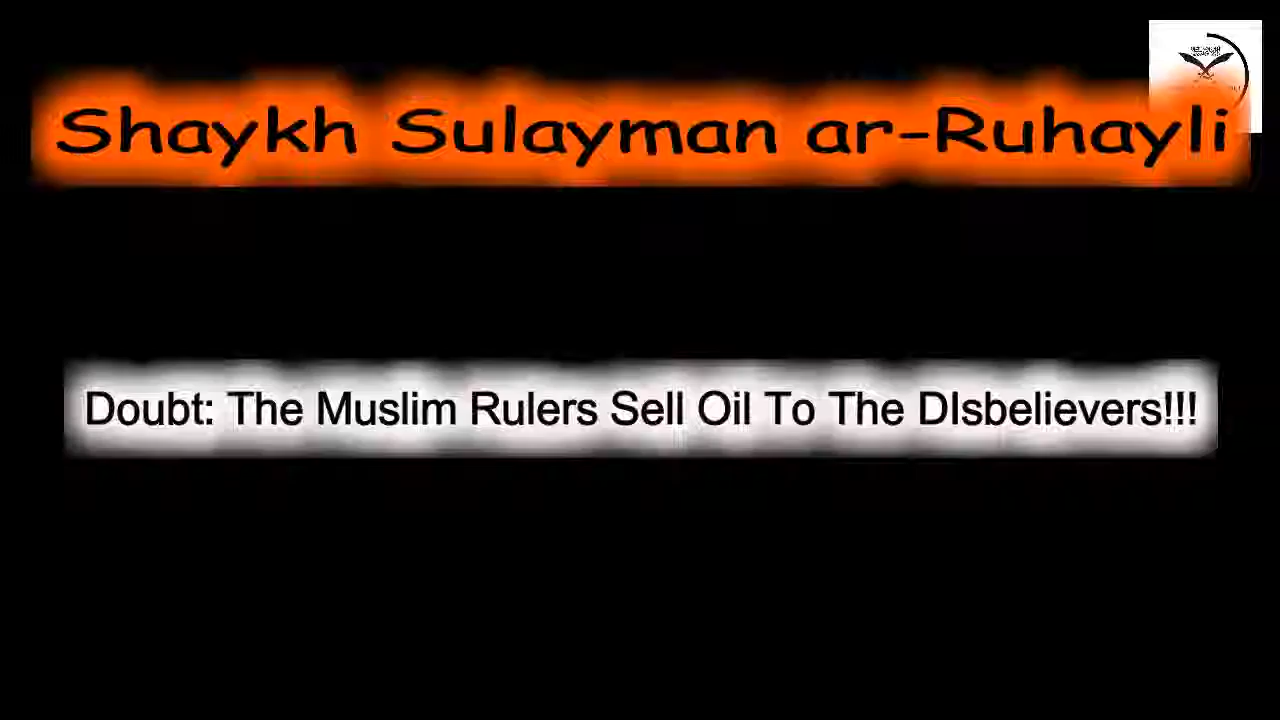 Shaykh Sulayman ar-Ruhayli
Doubt: The Muslim Rulers Sell Oil To The DIsbelievers!!!